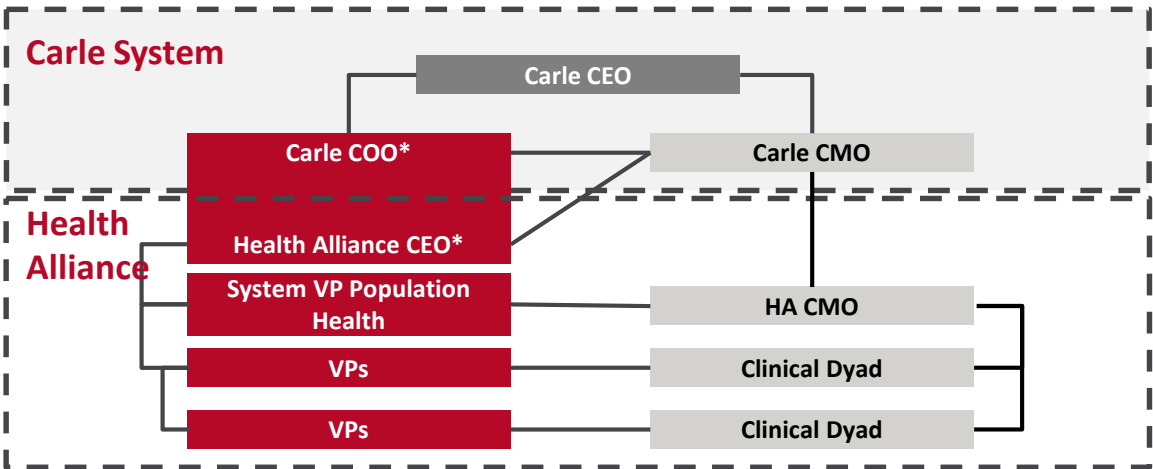 Carle System
Carle CEO
Carle COO*
Carle CMO
Health
Alliance
Health Alliance CEO*
System VP Population
Health
HA CMO
VPs
Clinical Dyad
VPs
Clinical Dyad